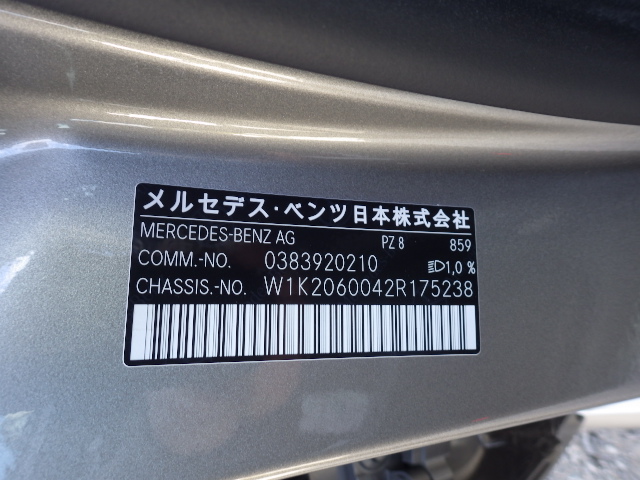 メルセデス・ベンツ日本株式会社
MERCEDES-BENZ AG PZ 8 859
COMM.-NO. 0383920210 1,0 %
CHASSIS.-NO. W1K2060042R175238